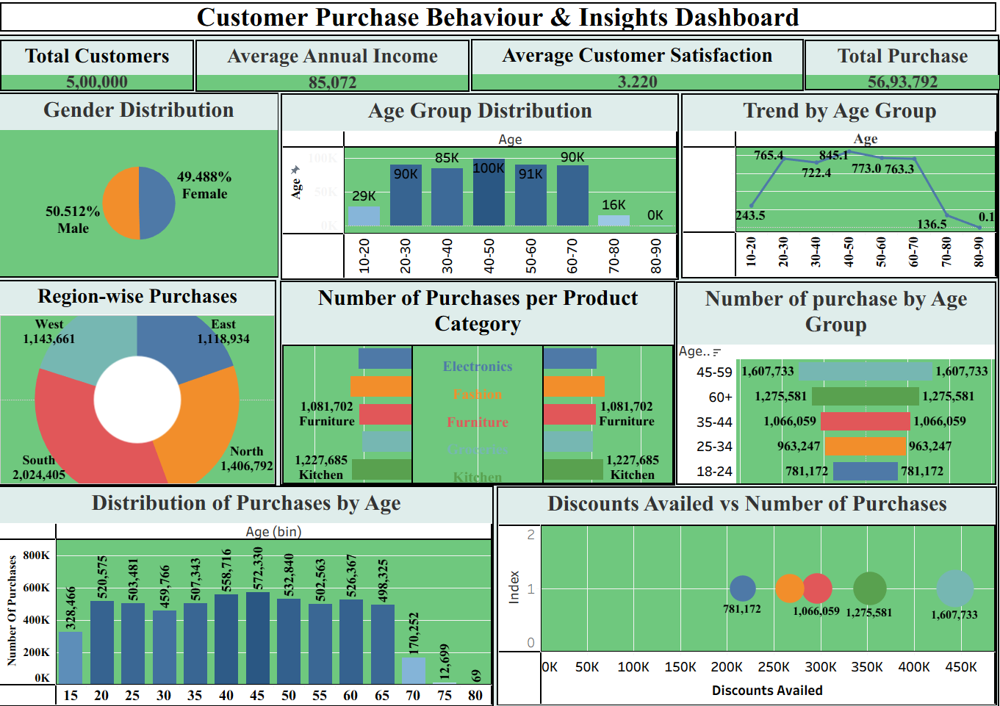 Customer Purchase Behaviour & Insights Dashboard
Total Customers
5,00,000
Average Annual Income
85,072
Average Customer Satisfaction
3.220
Total Purchase
56,93,792
Gender Distribution
49.488%
Female
50.512%
Male
Age Group Distribution
Age
Age
100K
50K
0K
29K
90K
85K
100K
91K
90K
16K
0K
10-20
20-30
30-40
40-50
50-60
60-70
70-80
80-90
Trend by Age Group
Age
243.5
765.4
722.4
845.1
773.0
763.3
136.5
0.1
10-20
20-30
30-40
40-50
50-60
60-70
70-80
80-90
Region-wise Purchases
West
1,143,661
East
1,118,934
South
2,024,405
North
1,406,792
Number of Purchases per Product
Category
Electronics
Fashion
Furniture
Groceries
Kitchen
1,081,702
Furniture
1,227,685
Kitchen
1,081,702
Furniture
1,227,685
Kitchen
Number of purchase by Age
Group
Age..
45-59
1,607,733
1,607,733
60+
1,275,581
1,275,581
35-44
1,066,059
1,066,059
25-34
963,247
963,247
18-24
781,172
781,172
Distribution of Purchases by Age
Age (bin)
Number Of Purchases
800K
600K
400K
200K
0K
328,466
520,575
503,481
459,766
507,343
558,716
572,330
532,840
502,563
526,367
498,325
170,252
12,699
69
15
20
25
30
35
40
45
50
55
60
65
70
75
80
Discounts Availed vs Number of Purchases
Index
2
1
0
781,172
1,066,059
1,275,581
1,607,733
0K
50K
100K
150K
200K
250K
300K
350K
400K
450K
Discounts Availed